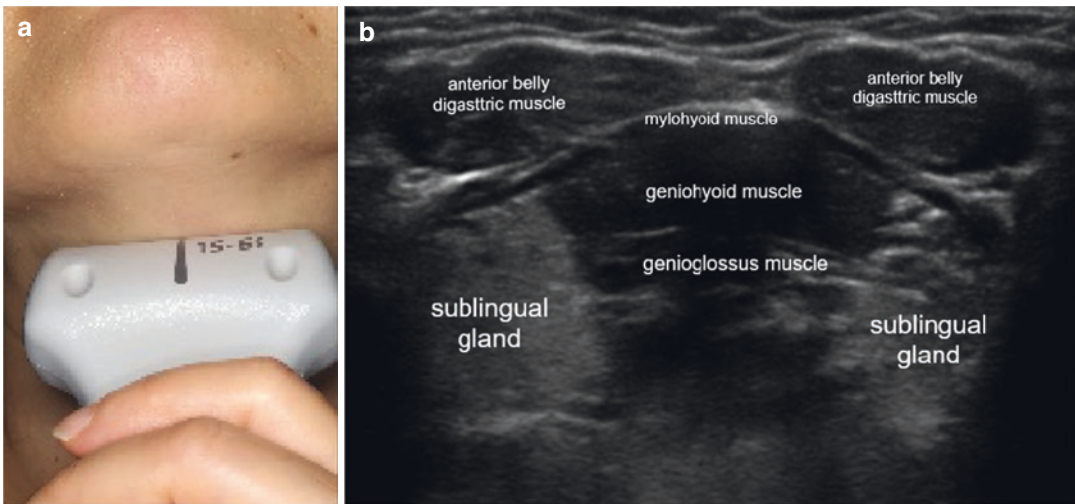 a
15-6
b
anterior belly
digasttric muscle
anterior belly
digasttric muscle
mylohyoid muscle
geniohyoid muscle
genioglossus muscle
sublingual
gland
sublingual
gland